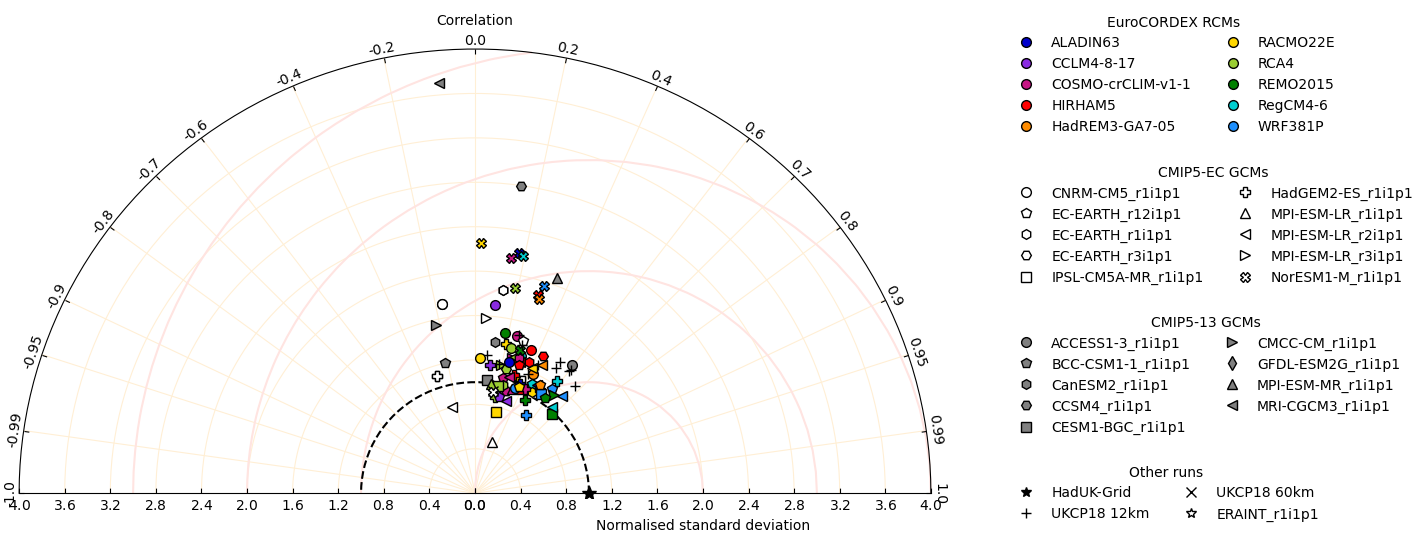 Correlation
0.0
-0.2
0.2
-0.4
0.4
-0.6
0.6
-0.7
0.7
-0.8
0.8
-0.9
0.9
-0.95
0.95
-0.99
0.99
-1.0
1.0
4.0 3.6 3.2 2.8 2.4 2.0 1.6 1.2 0.8 0.4 0.0 0.4 0.8 1.2 1.6 2.0 2.4 2.8 3.2 3.6 4.0
Normalised standard deviation
EuroCORDEX RCMs
ALADIN63 RACMO22E
CCLM4-8-17 RCA4
COSMO-crCLIM-v1-1 REMO2015
HIRHAM5 RegCM4-6
HadREM3-GA7-05 WRF381P
CMIP5-EC GCMs
CNRM-CM5_r1i1p1 HadGEM2-ES_r1i1p1
EC-EARTH_r12i1p1 MPI-ESM-LR_r1i1p1
EC-EARTH_r1i1p1 MPI-ESM-LR_r2i1p1
EC-EARTH_r3i1p1 MPI-ESM-LR_r3i1p1
IPSL-CM5A-MR_r1i1p1 NorESM1-M_r1i1p1
CMIP5-13 GCMs
ACCESS1-3_r1i1p1 CMCC-CM_r1i1p1
BCC-CSM1-1_r1i1p1 GFDL-ESM2G_r1i1p1
CanESM2_r1i1p1 MPI-ESM-MR_r1i1p1
CCSM4_r1i1p1 MRI-CGCM3_r1i1p1
CESM1-BGC_r1i1p1
Other runs
HadUK-Grid UKCP18 60km
UKCP18 12km ERAINT_r1i1p1